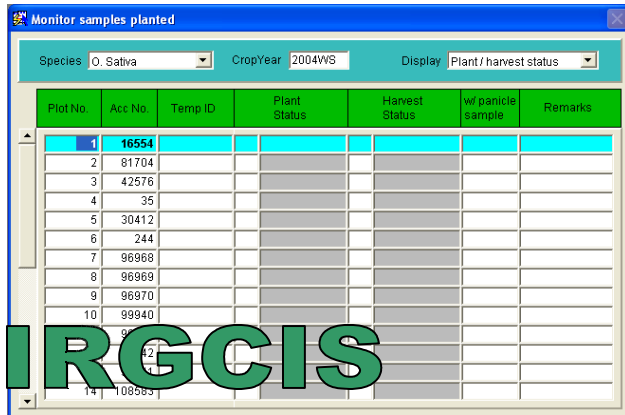 Monitor samples planted
Species O. Sativa CropYear 2004WS Display Plant / harvest status
Plot No. Acc No. Temp ID Plant Status Harvest Status w/ panicle sample Remarks
1 16554
2 81704
3 42576
4 35
5 30412
6 244
7 96968
8 96969
9 96970
10 99940
14 108583
IRGCIS